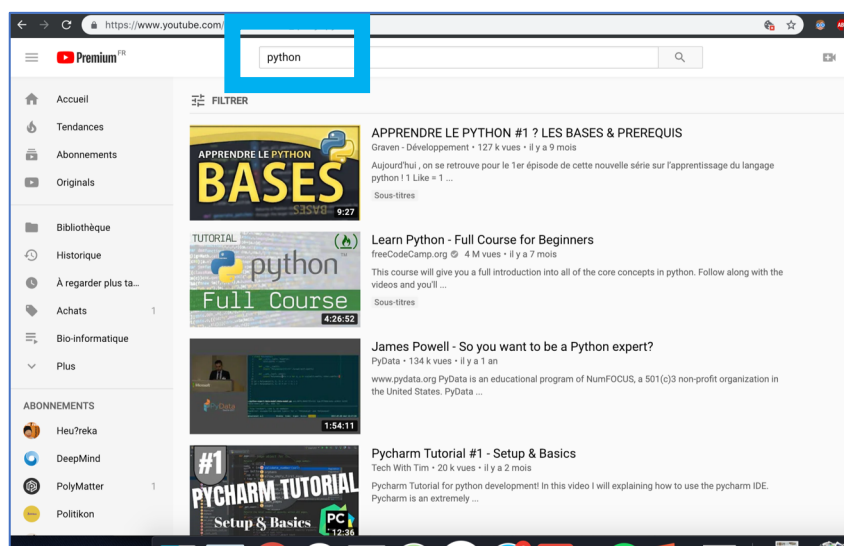 https://www.youtube.com/
Premium FR
python
Accueil
Tendances
Abonnements
Originals
Bibliothèque
Historique
À regarder plus ta...
Achats 1
Bio-informatique
Plus
ABONNEMENTS
Heu?reka
DeepMind
PolyMatter 1
Politikon
FILTRER
APPRENDRE LE PYTHON
BASES
9:27
APPRENDRE LE PYTHON #1 ? LES BASES & PREREQUIS
Graven - Développement • 127 k vues • il y a 9 mois
Aujourd'hui , on se retrouve pour le 1er épisode de cette nouvelle série sur l'apprentissage du langage
python ! 1 Like = 1 ...
Sous-titres
TUTORIAL
python
Full Course
4:26:52
Learn Python - Full Course for Beginners
freeCodeCamp.org 4 M vues • il y a 7 mois
This course will give you a full introduction into all of the core concepts in python. Follow along with the
videos and you'll ...
Sous-titres
PyData
1:54:11
James Powell - So you want to be a Python expert?
PyData • 134 k vues • il y a 1 an
www.pydata.org PyData is an educational program of NumFOCUS, a 501(c)3 non-profit organization in
the United States. PyData ...
#1
PYCHARM TUTORIAL
Setup & Basics
PC
12:36
Pycharm Tutorial #1 - Setup & Basics
Tech With Tim • 20 k vues • il y a 2 mois
Pycharm Tutorial for python development! In this video I will explaining how to use the pycharm IDE.
Pycharm is an extremely ...